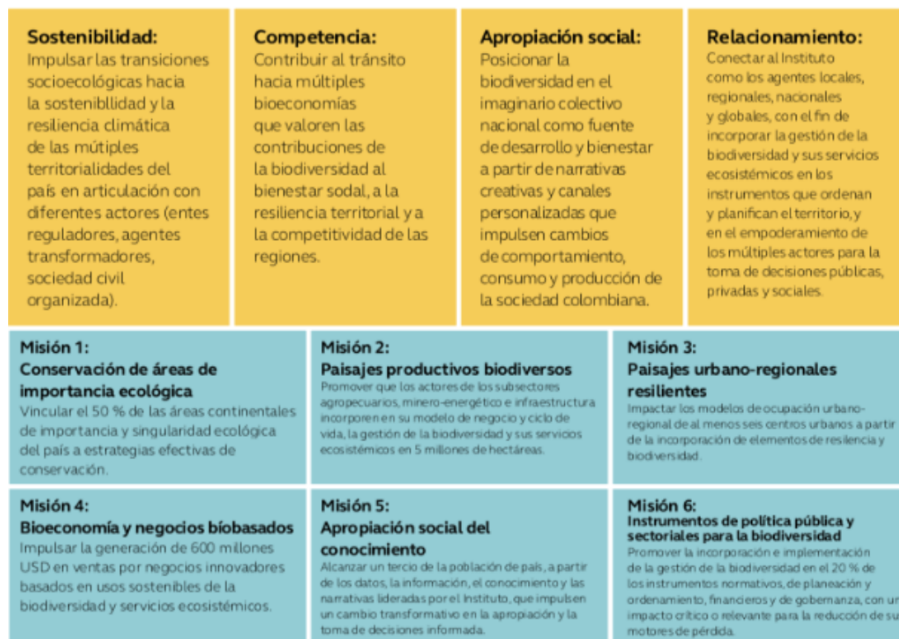 Sostenibilidad:
Impulsar las transiciones
socioecológicas hacia
la sostenibllidad y la
resiliencia climática
de las mútiples
territorialidades del
país en articulación con
diferentes actores (entes
reguladores, agentes
transformadores,
sociedad civil
organizada).
Competencia:
Contribuir al tránsito
hacia múltiples
bioeconomías
que valoren las
contribuciones de
la biodiversidad al
bienestar sodal, a la
resiliencia territorial y a
la competitividad de las
regiones.
Apropiación social:
Posicionar la
biodiversidad en el
imaginario colectivo
nacional como fuente
de desarrollo y bienestar
a partir de narrativas
creativas y canales
personalizadas que
impulsen cambios
de comportamiento,
consumo y producción de
la sociedad colombiana.
Relacionamiento:
Conectar al Instituto
como los agentes locales,
regionales, nacionales
y globales, con el fin de
incorporar la gestión de la
biodiversidad y sus servicios
ecosistémicos en los
instrumentos que ordenan
y planifican el territorio, y
en el empoderamiento de
los múltiples actores para la
toma de decisiones públicas,
privadas y sociales.
Misión 1:
Conservación de áreas de
importancia ecológica
Vincular el 50 % de las áreas continentales
de importancia y singularidad ecológica
del país a estrategias efectivas de
conservación.
Misión 2:
Paisajes productivos biodiversos
Promover que los actores de los subsectores
agropecuarios, minero-energético e infraestructura
incorporen en su modelo de negocio y ciclo de
vida, la gestión de la biodiversidad y sus servicios
ecosistémicos en 5 millones de hectáreas.
Misión 3:
Paisajes urbano-regionales
resilientes
Impactar los modelos de ocupación urbano-
regional de al menos seis centros urbanos a partir
de la incorporación de elementos de resiliencia y
biodiversidad.
Misión 4:
Bioeconomía y negocios bíobasados
Impulsar la generación de 600 millones
USD en ventas por negocios innovadores
basados en usos sostenibles de la
biodiversidad y servicios ecosistémicos.
Misión 5:
Apropiación social del
conocimiento
Alcanzar un tercio de la población de país, a partir
de los datos, la información, el conocimiento y las
narrativas lideradas por el Instituto, que impulsen
un cambio transformativo en la apropiación y la
toma de decisiones informada.
Misión 6:
Instrumentos de política pública y
sectoriales para la biodiversidad
Promover la incorporación e implementación
de la gestión de la biodiversidad en el 20 % de
los instrumentos normativos, de planeación y
ordenamiento, financieros y de gobernanza, con un
impacto crítico o relevante para la reducción de su
motores de pérdida.